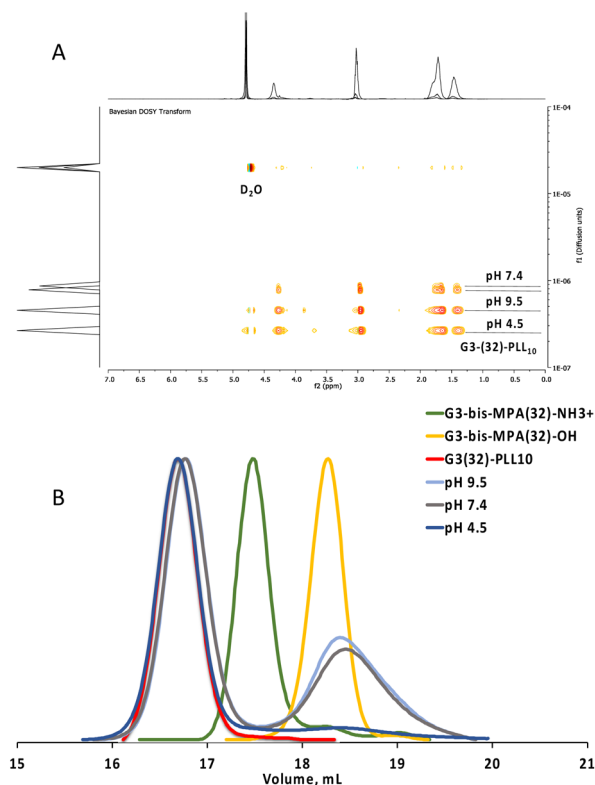 A
Bayesian DOSY Transform
1E-04
D₂O
1E-05
1E-06
pH 7.4
pH 9.5
pH 4.5
G3-(32)-PLL₁₀
1E-07
f1 (Diffusion units)
7.0 6.5 6.0 5.5 5.0 4.5 4.0 3.5 3.0 2.5 2.0 1.5 1.0 0.5 0.0
f2 (ppm)
B
G3-bis-MPA(32)-NH3+
G3-bis-MPA(32)-OH
G3(32)-PLL10
pH 9.5
pH 7.4
pH 4.5
15 16 17 18 19 20 21
Volume, mL